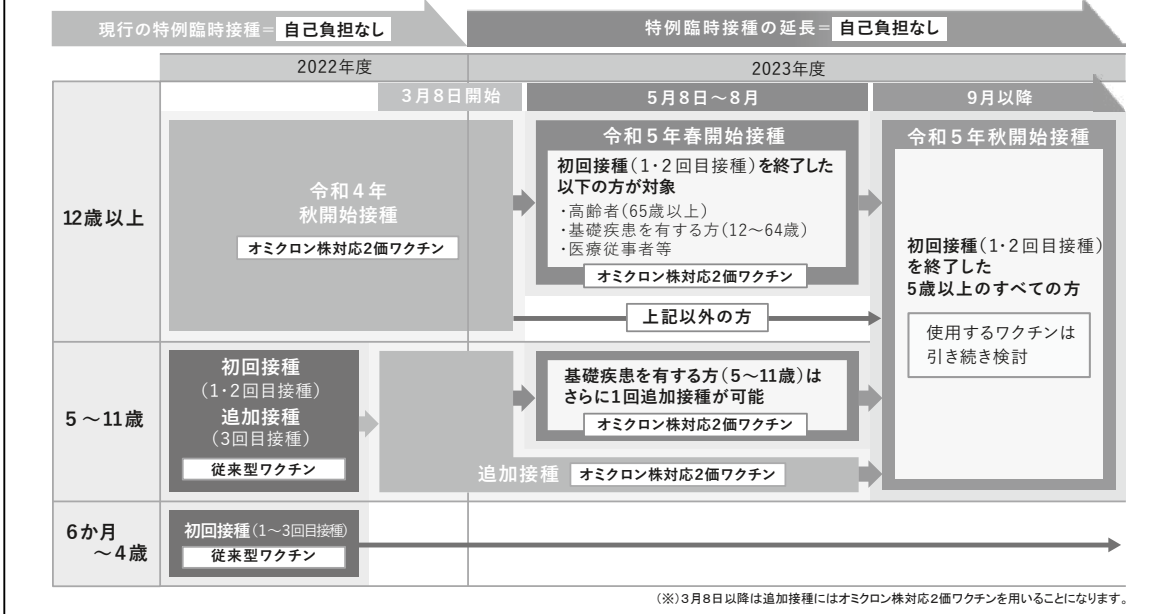 現行の特例臨時接種=自己負担なし
特例臨時接種の延長=自己負担なし
2022年度
2023年度
3月8日開始
5月8日〜8月
9月以降
12歳以上
令和4年
秋開始接種
オミクロン株対応2価ワクチン
令和5年春開始接種
初回接種(1・2回目接種)を終了した
以下の方が対象
・高齢者(65歳以上)
・基礎疾患を有する方(12〜64歳)
・医療従事者等
オミクロン株対応2価ワクチン
上記以外の方
令和5年秋開始接種
初回接種(1・2回目接種)
を終了した
5歳以上のすべての方
使用するワクチンは
引き続き検討
5〜11歳
初回接種
(1・2回目接種)
追加接種
(3回目接種)
従来型ワクチン
基礎疾患を有する方(5〜11歳)は
さらに1回追加接種が可能
オミクロン株対応2価ワクチン
追加接種 オミクロン株対応2価ワクチン
6か月
〜4歳
初回接種(1〜3回目接種)
従来型ワクチン
(※)3月8日以降は追加接種にはオミクロン株対応2価ワクチンを用いることになります。